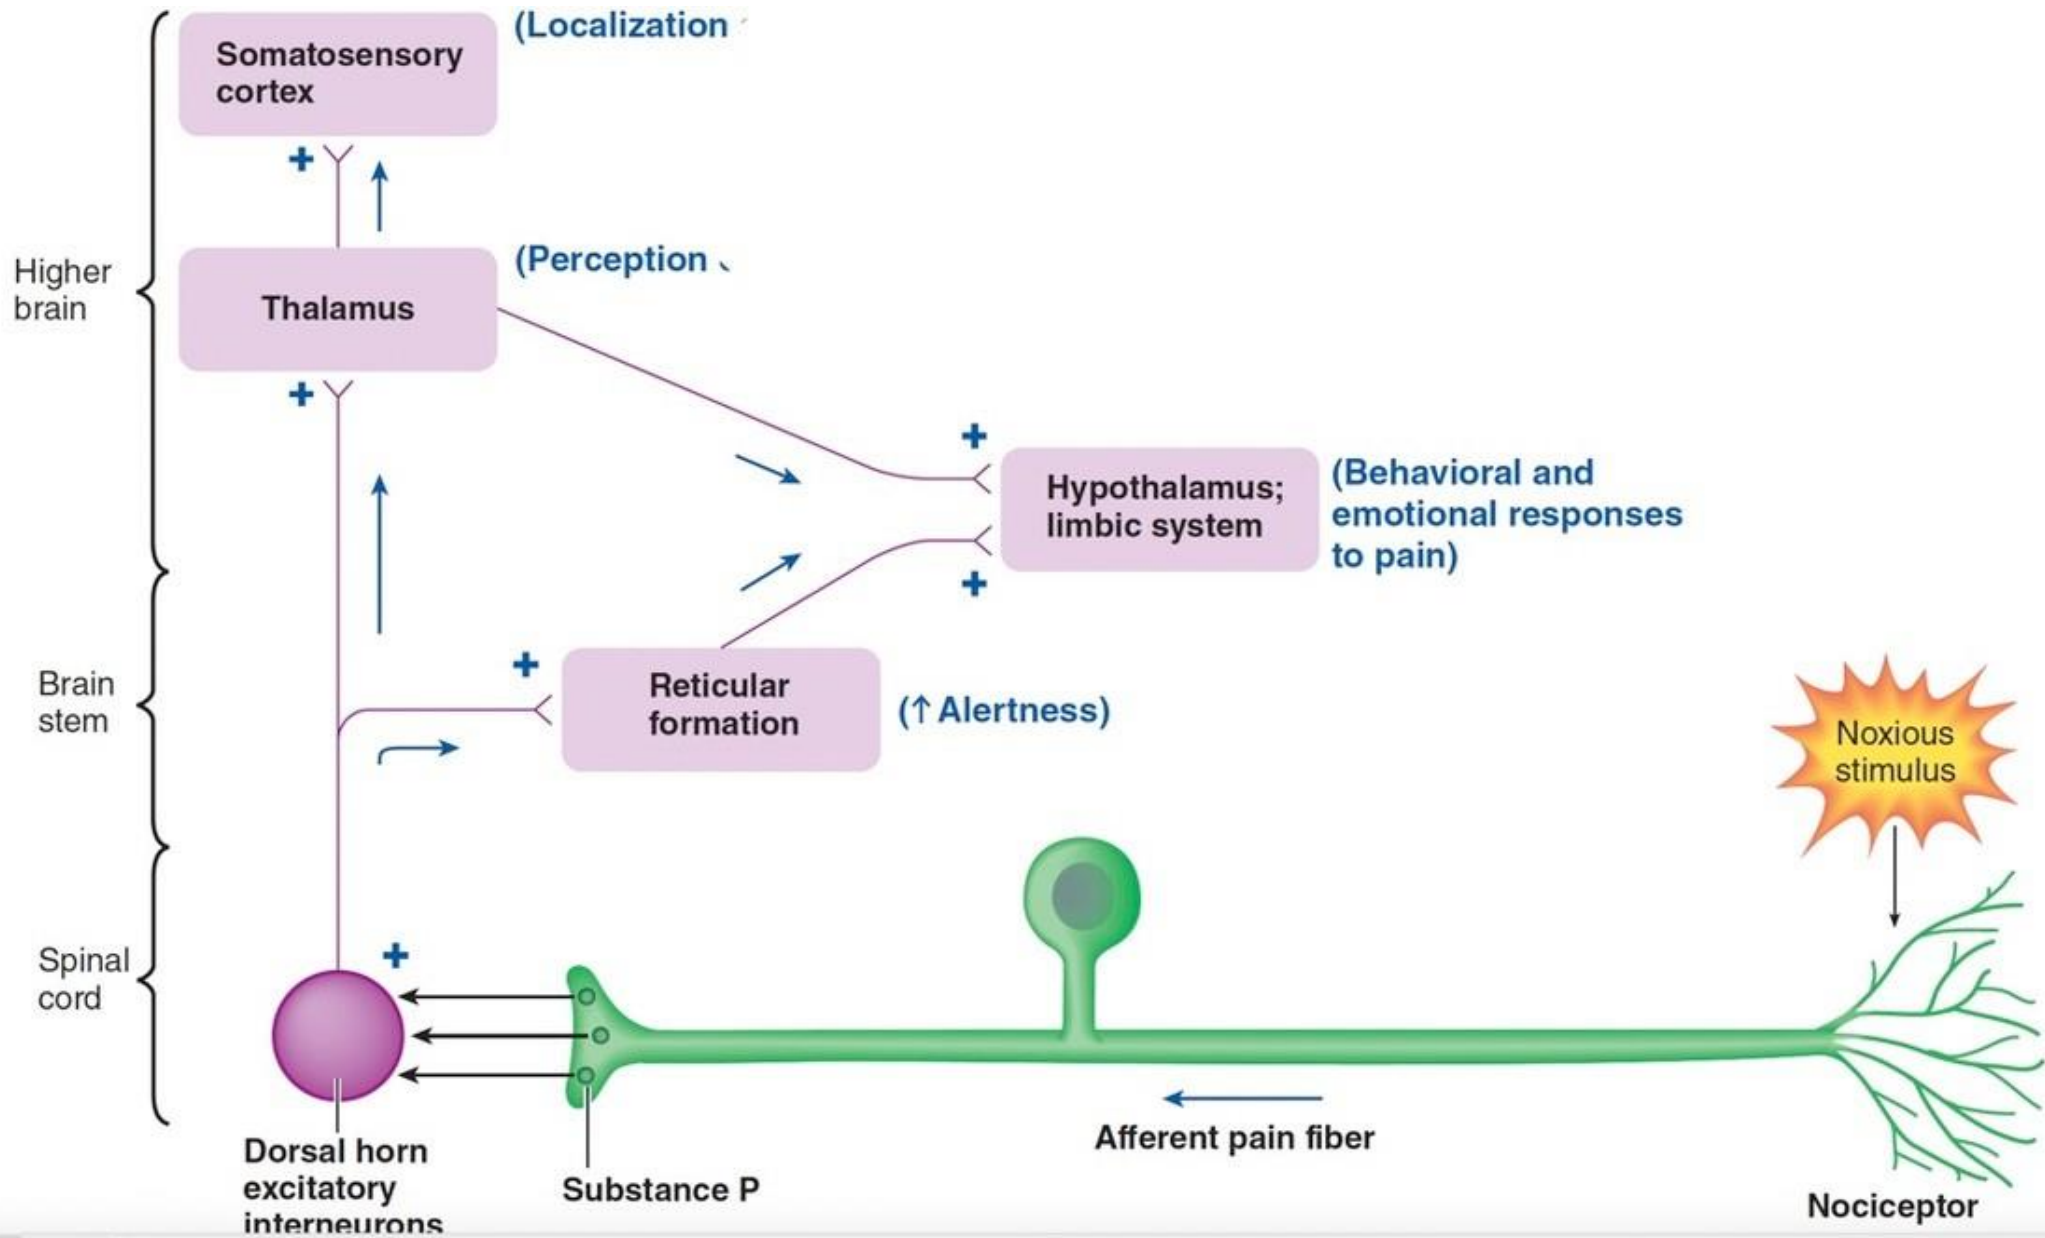 (Localization
Somatosensory
cortex
+
(Perception
Higher
brain
Thalamus
+
+
Hypothalamus;
limbic system
(Behavioral and
emotional responses
to pain)
+
Brain
stem
+
Reticular
formation
(↑ Alertness)
Noxious
stimulus
Spinal
cord
+
Afferent pain fiber
Dorsal horn
excitatory
interneurons
Substance P
Nociceptor